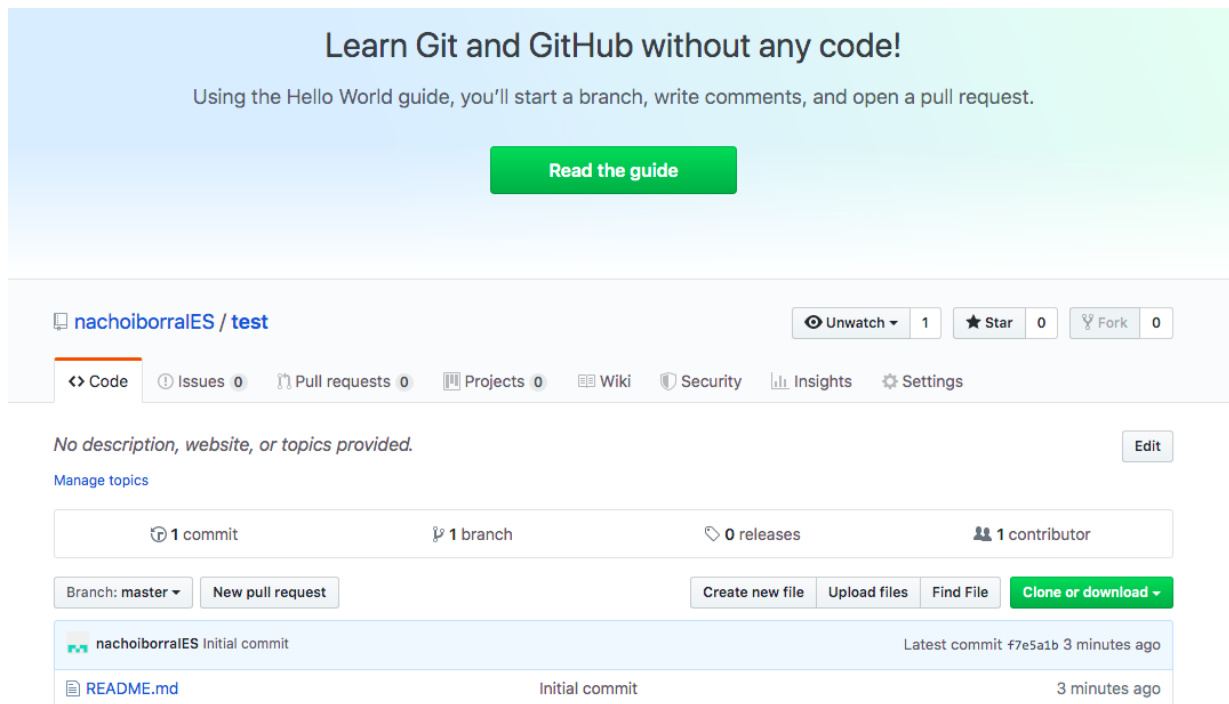 Learn Git and GitHub without any code!
Using the Hello World guide, you’ll start a branch, write comments, and open a pull request.
Read the guide
nachoiborraIES / test
Unwatch 1 Star 0 Fork 0
Code Issues 0 Pull requests 0 Projects 0 Wiki Security Insights Settings
No description, website, or topics provided. Edit
Manage topics
1 commit 1 branch 0 releases 1 contributor
Branch: master New pull request Create new file Upload files Find File Clone or download
nachoiborraIES Initial commit Latest commit f7e5a1b 3 minutes ago
README.md Initial commit 3 minutes ago